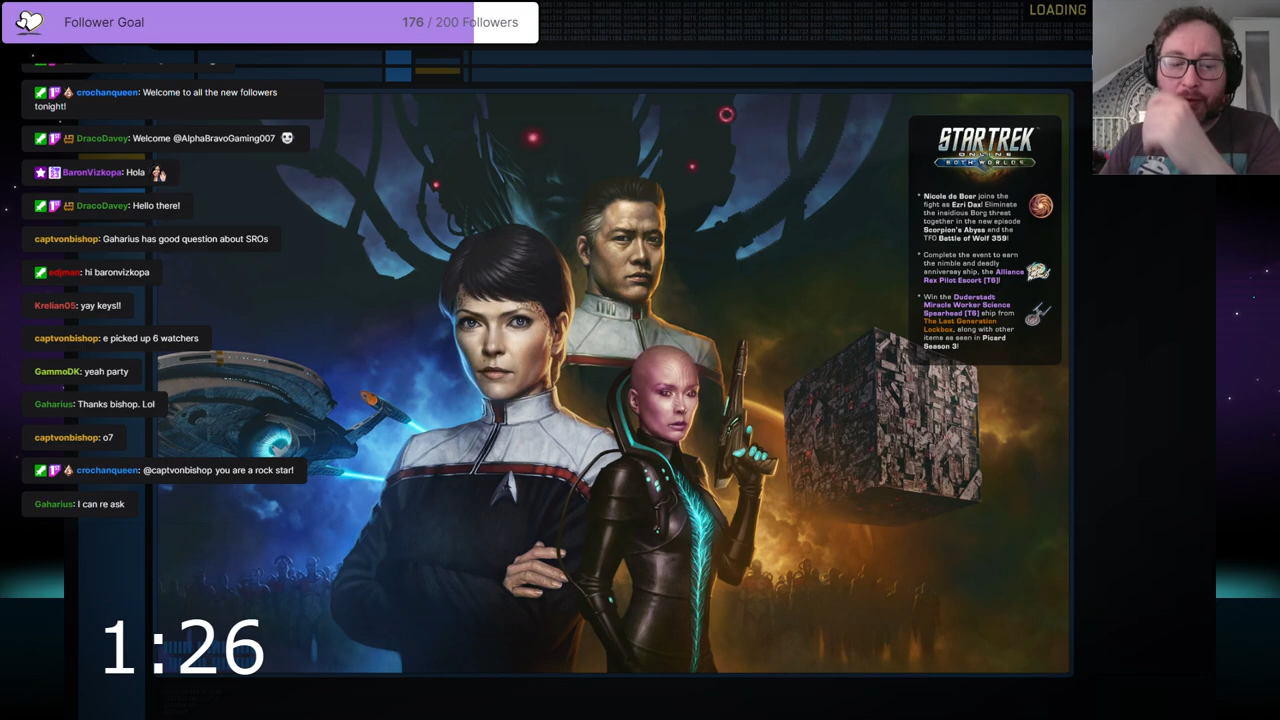 Follower Goal
176 / 200 Followers
LOADING
crochanqueen: Welcome to all the new followers
tonight!
DracoDavey: Welcome @AlphaBravoGaming007
BaronVizkopa: Hola
DracoDavey: Hello there!
captvonbishop: Gaharius has good question about SROs
edjman: hi baronvizkopa
Krelian05: yay keys!!
captvonbishop: e picked up 6 watchers
GammoDK: yeah party
Gaharius: Thanks bishop. Lol
captvonbishop: o7
crochanqueen: @captvonbishop you are a rock star!
Gaharius: I can re ask
1:26
STAR TREK
ONLINE
BOTH WORLDS
* Nicole de Boer joins the
fight as Ezri Dax! Eliminate
the insidious Borg threat
together in the new episode
Scorpion's Abyss and the
TFO Battle of Wolf 359!
* Complete the event to earn
the nimble and deadly
anniversary ship, the Alliance
Rex Pilot Escort [T6]!
* Win the Duderstadt
Miracle Worker Science
Spearhead [T6] ship from
The Last Generation
Lockbox, along with other
items as seen in Picard
Season 3!